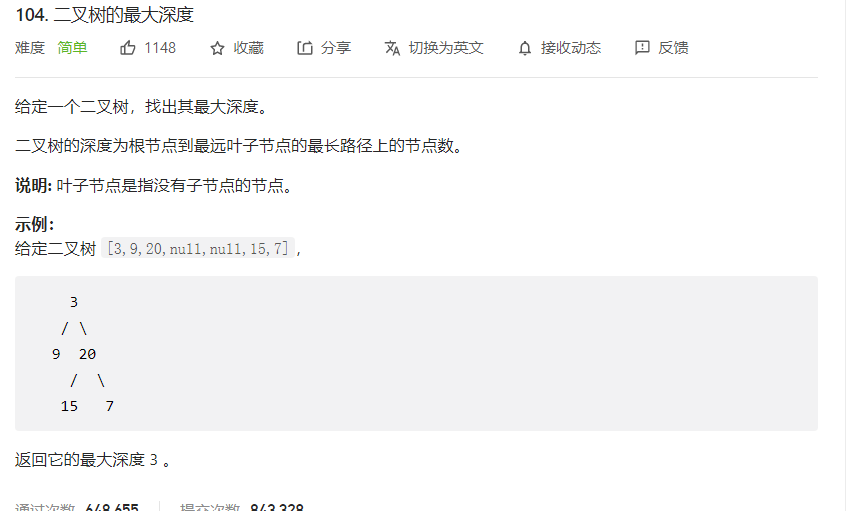 104. 二叉树的最大深度
难度 简单 1148 收藏 分享 切换为英文 接收动态 反馈
给定一个二叉树，找出其最大深度。
二叉树的深度为根节点到最远叶子节点的最长路径上的节点数。
说明: 叶子节点是指没有子节点的节点。
示例：
给定二叉树 [3,9,20,null,null,15,7]，
3
/ \
9 20
/ \
15 7
返回它的最大深度 3 。
通过次数 648,655 提交次数 843,328